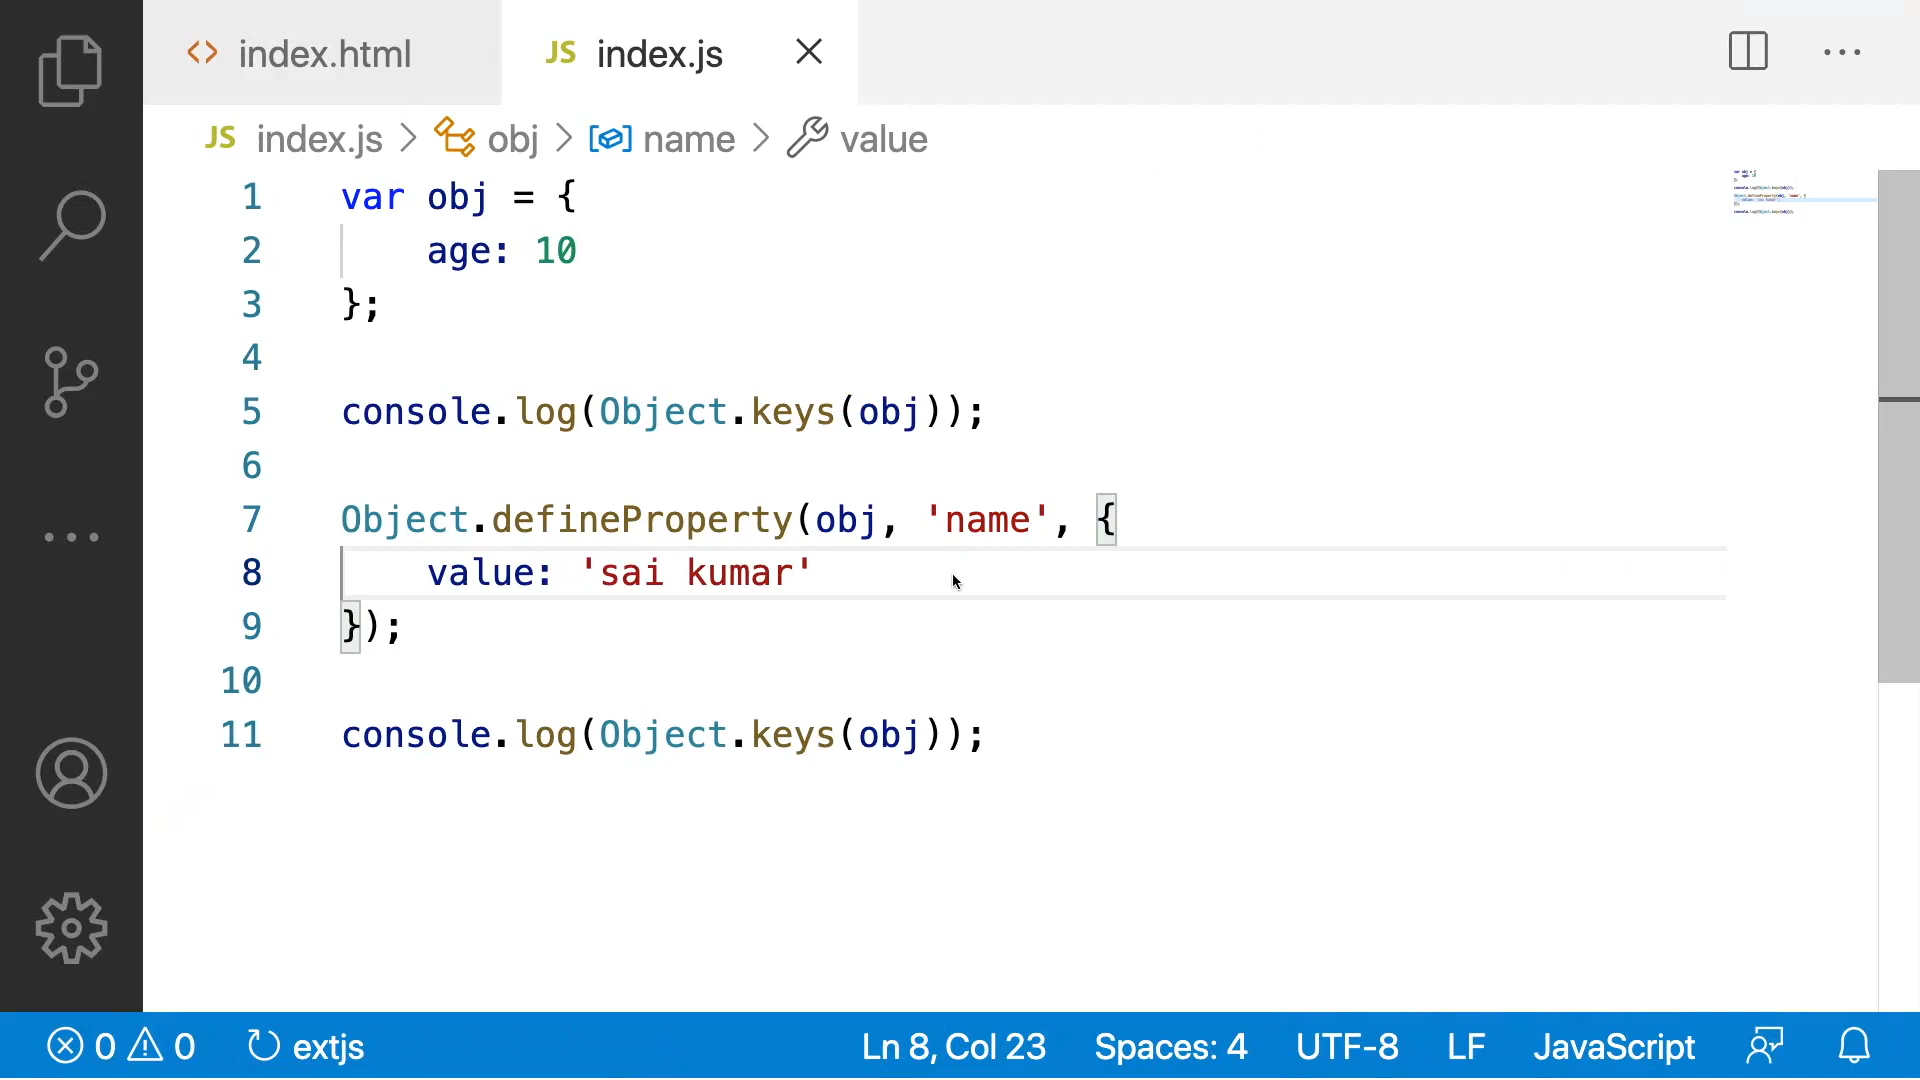 index.html
JS index.js
JS index.js > obj > name > value
1 var obj = {
2     age: 10
3 };
4
5 console.log(Object.keys(obj));
6
7 Object.defineProperty(obj, 'name', {
8     value: 'sai kumar'
9 });
10
11 console.log(Object.keys(obj));
0 0 extjs Ln 8, Col 23 Spaces: 4 UTF-8 LF JavaScript